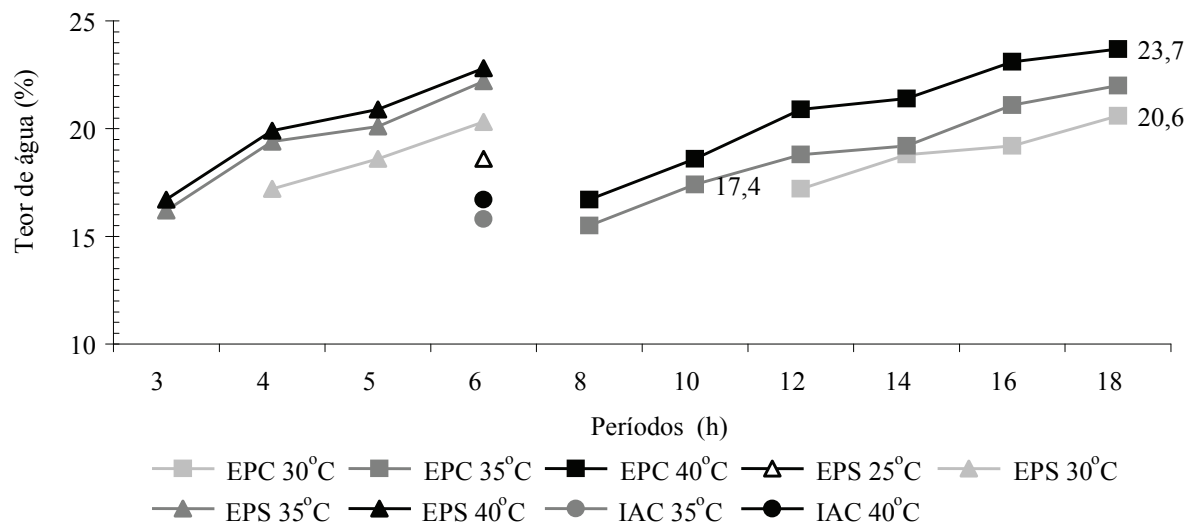 25
20
15
10
Teor de água (%)
23,7
20,6
17,4
3 4 5 6 8 10 12 14 16 18
Períodos (h)
EPC 30°C EPC 35°C EPC 40°C EPS 25°C EPS 30°C
EPS 35°C EPS 40°C IAC 35°C IAC 40°C